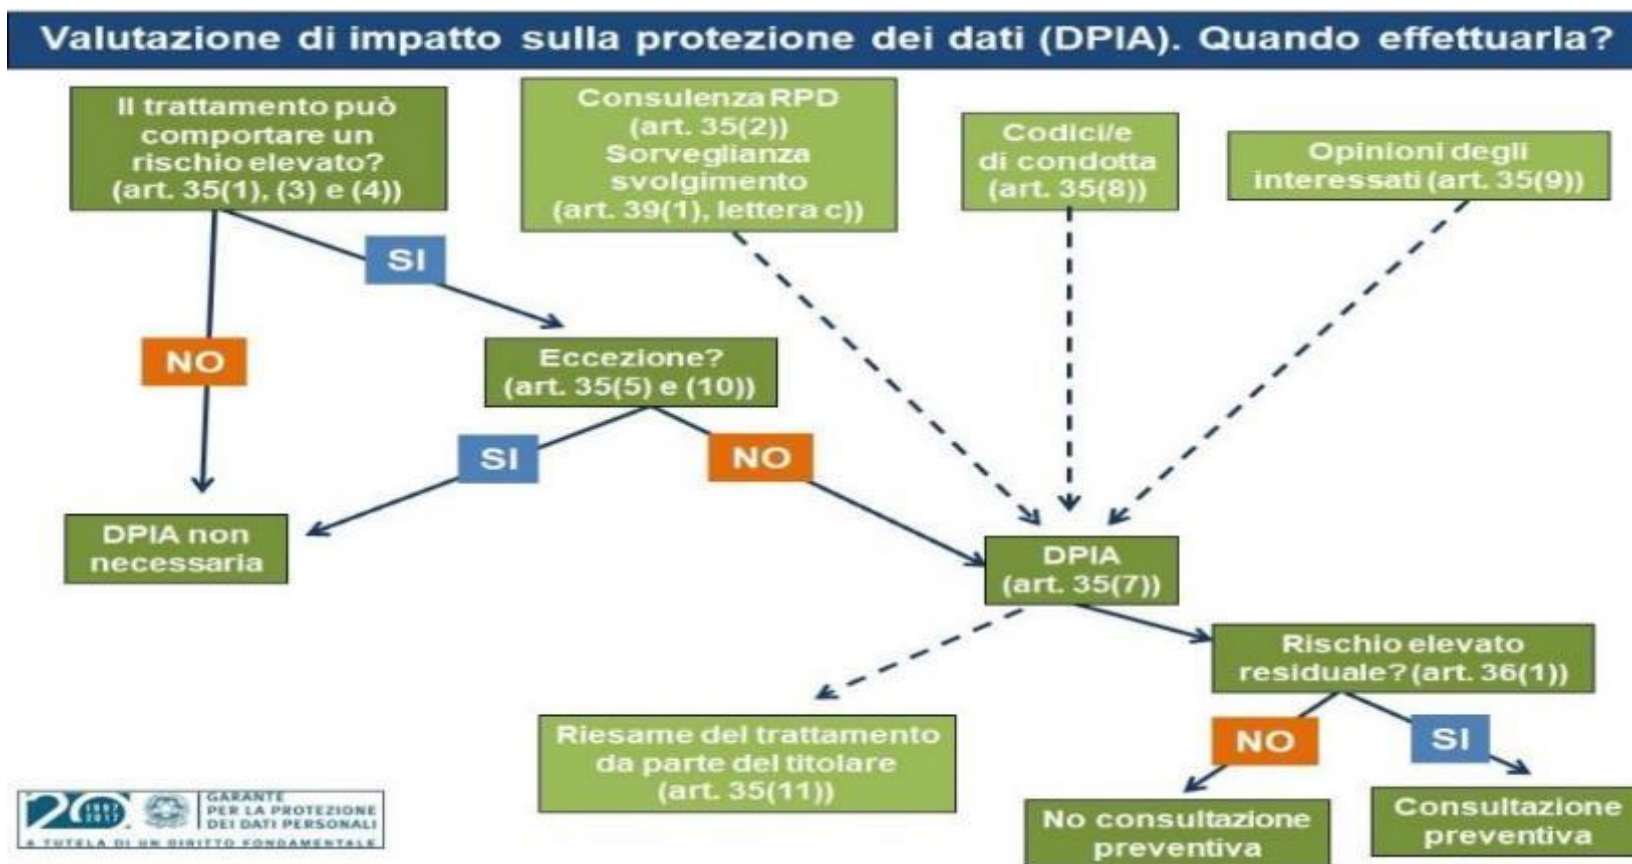 Valutazione di impatto sulla protezione dei dati (DPIA). Quando effettuarla?
Il trattamento può
comportare un
rischio elevato?
(art. 35(1), (3) e (4))
Consulenza RPD
(art. 35(2))
Sorveglianza
svolgimento
(art. 39(1), lettera c))
Codici/e
di condotta
(art. 35(8))
Opinioni degli
interessati (art. 35(9))
SI
NO
Eccezione?
(art. 35(5) e (10))
SI
NO
DPIA non
necessaria
DPIA
(art. 35(7))
Rischio elevato
residuale? (art. 36(1))
Riesame del trattamento
da parte del titolare
(art. 35(11))
NO
SI
No consultazione
preventiva
Consultazione
preventiva
20
1997
2017
GARANTE
PER LA PROTEZIONE
DEI DATI PERSONALI
A TUTELA DI UN DIRITTO FONDAMENTALE